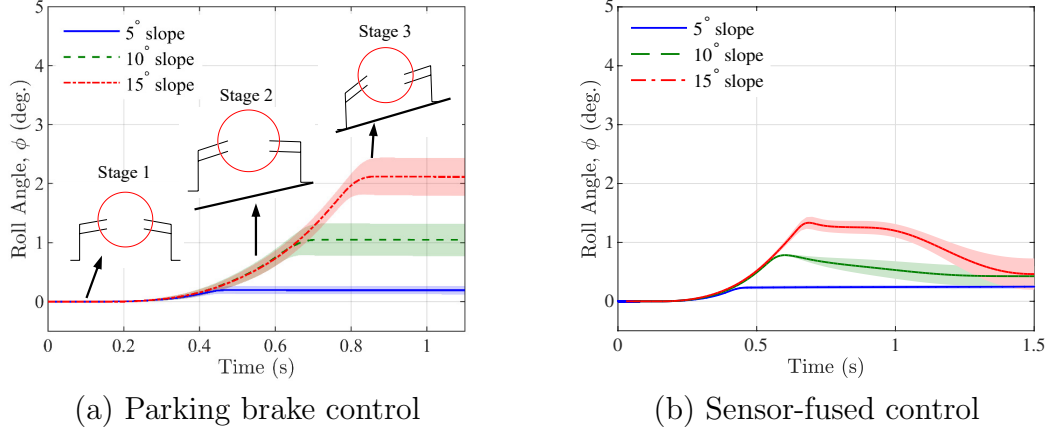 5° slope
10° slope
15° slope
Stage 1
Stage 2
Stage 3
Roll Angle, ϕ (deg.)
5
4
3
2
1
0
0 0.2 0.4 0.6 0.8 1
Time (s)
(a) Parking brake control
5° slope
10° slope
15° slope
Roll Angle, ϕ (deg.)
5
4
3
2
1
0
0 0.5 1 1.5
Time (s)
(b) Sensor-fused control